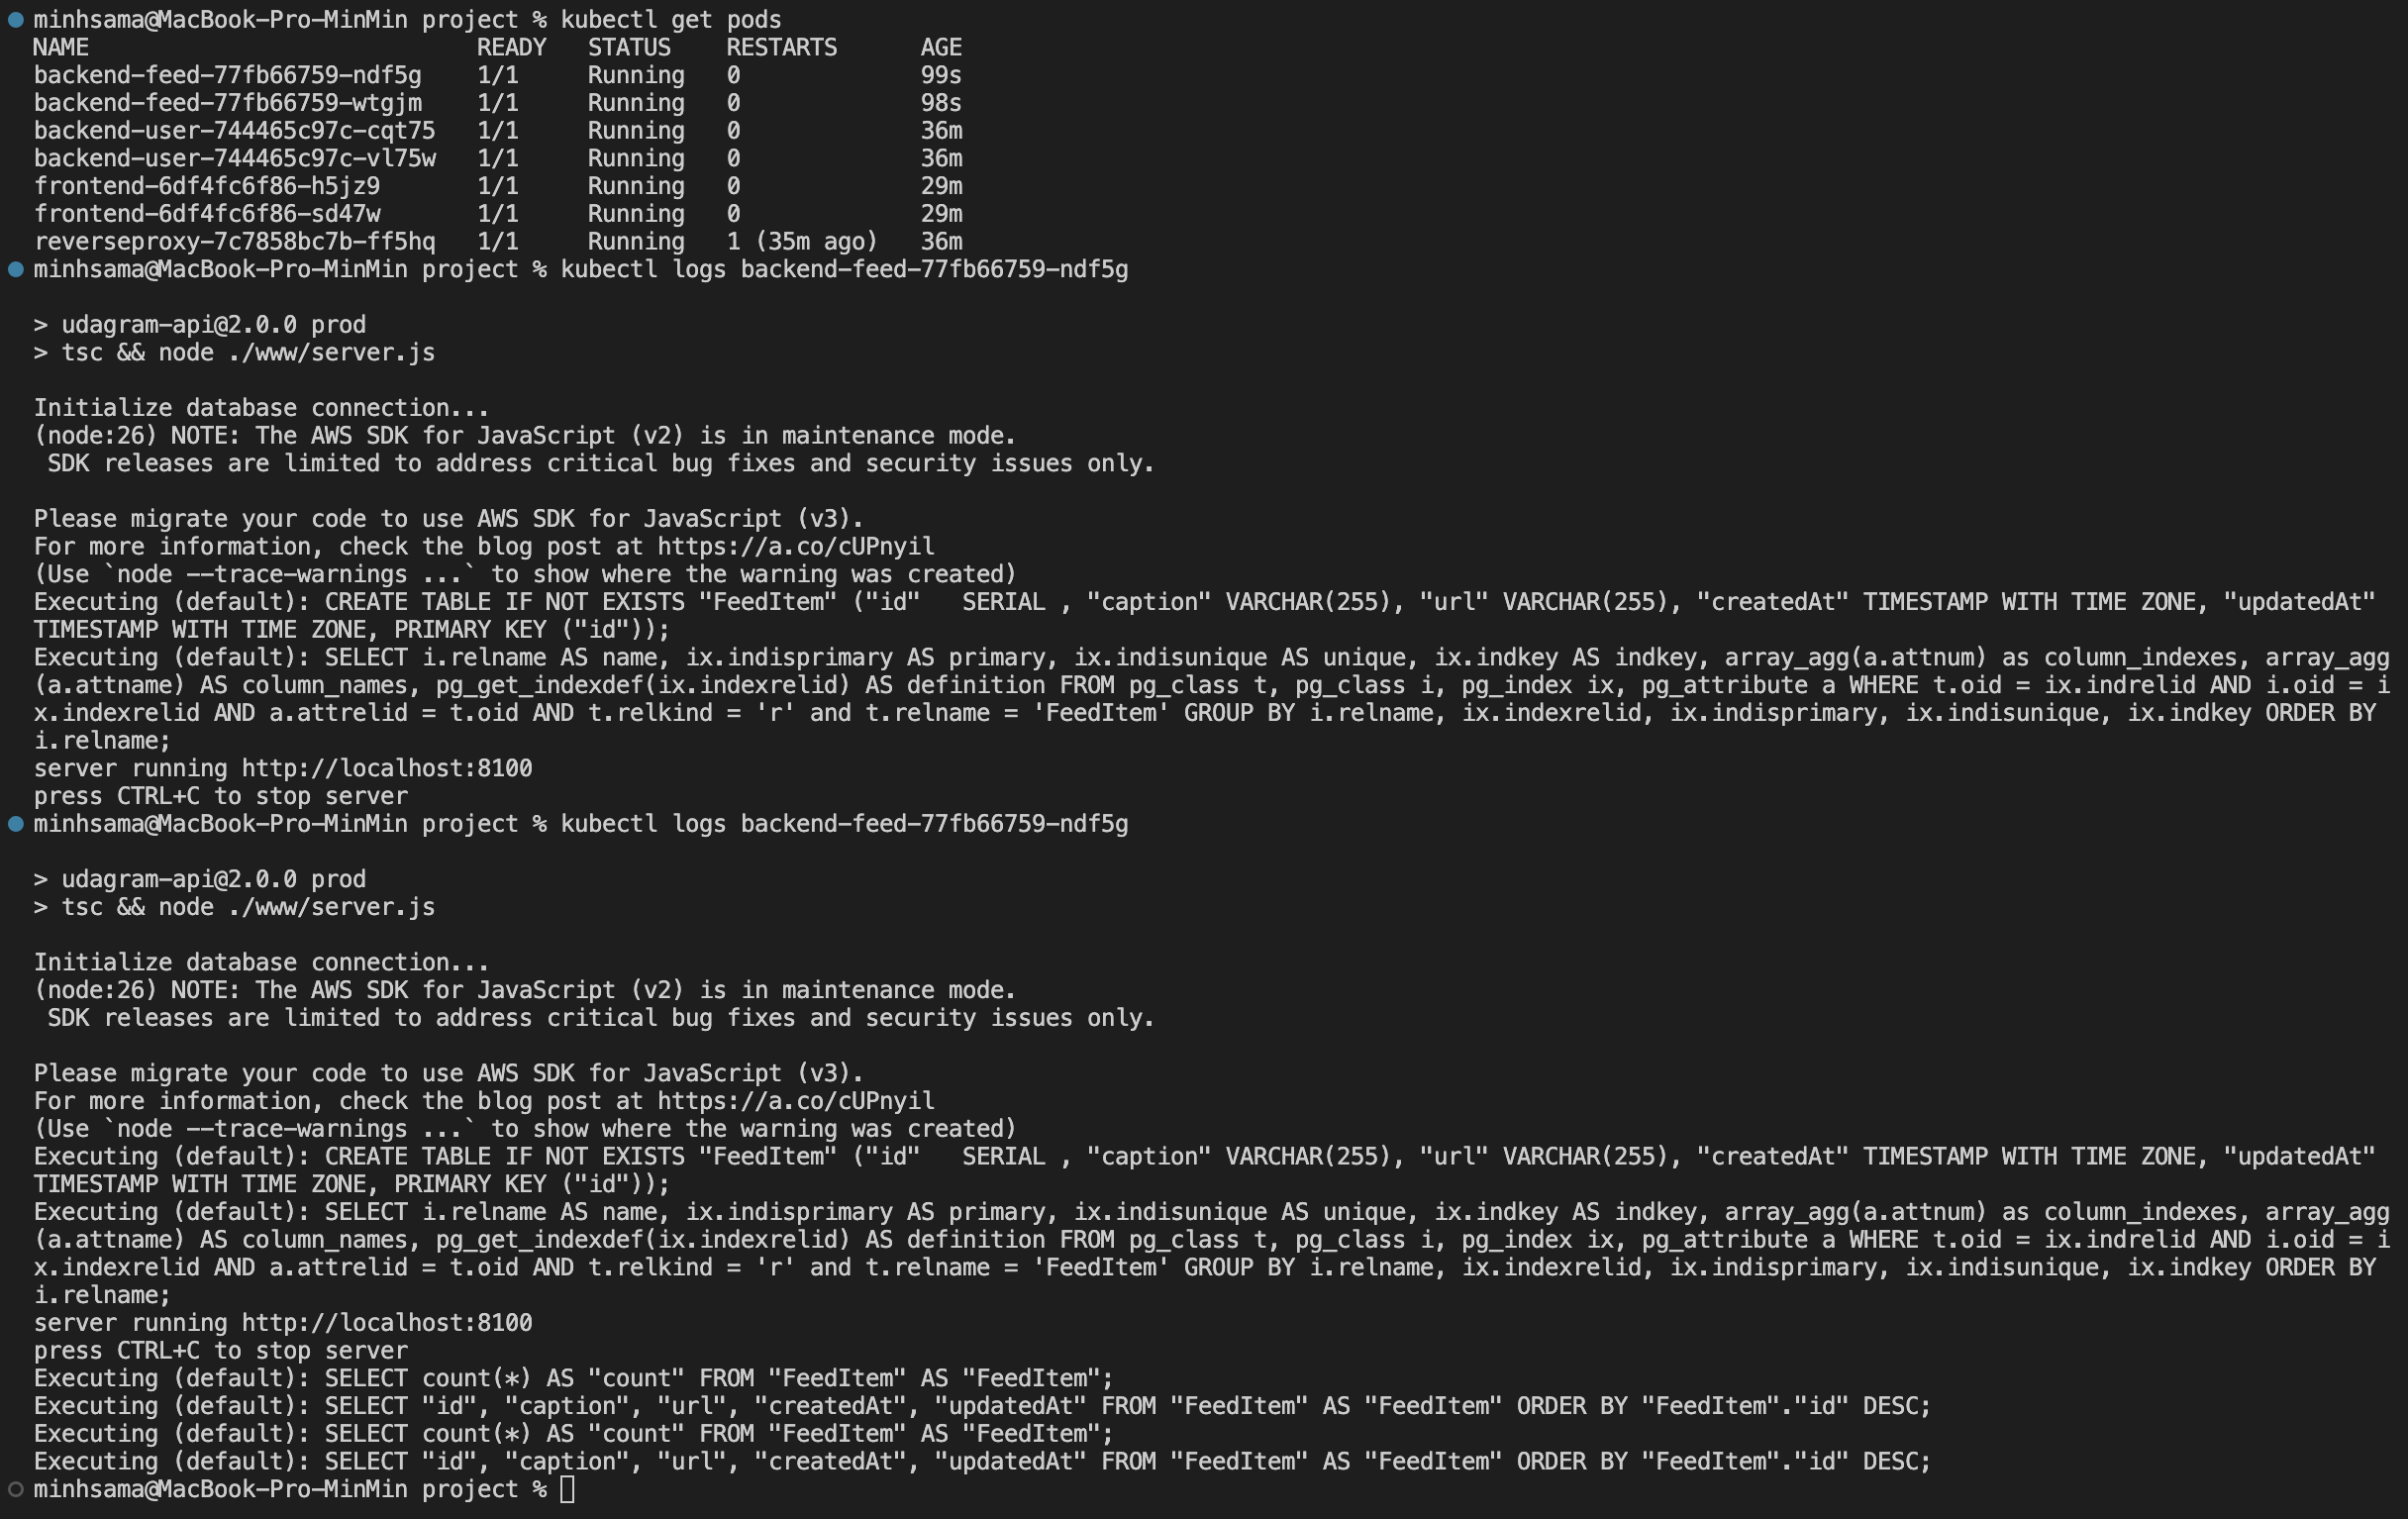 minhsama@MacBook-Pro-MinMin project % kubectl get pods
NAME                            READY   STATUS    RESTARTS      AGE
backend-feed-77fb66759-ndf5g    1/1     Running   0             99s
backend-feed-77fb66759-wtgjm    1/1     Running   0             98s
backend-user-744465c97c-cqt75   1/1     Running   0             36m
backend-user-744465c97c-vl75w   1/1     Running   0             36m
frontend-6df4fc6f86-h5jz9       1/1     Running   0             29m
frontend-6df4fc6f86-sd47w       1/1     Running   0             29m
reverseproxy-7c7858bc7b-ff5hq   1/1     Running   1 (35m ago)   36m
minhsama@MacBook-Pro-MinMin project % kubectl logs backend-feed-77fb66759-ndf5g
> udagram-api@2.0.0 prod
> tsc && node ./www/server.js
Initialize database connection...
(node:26) NOTE: The AWS SDK for JavaScript (v2) is in maintenance mode.
 SDK releases are limited to address critical bug fixes and security issues only.
Please migrate your code to use AWS SDK for JavaScript (v3).
For more information, check the blog post at https://a.co/cUPnyil
(Use `node --trace-warnings ...` to show where the warning was created)
Executing (default): CREATE TABLE IF NOT EXISTS "FeedItem" ("id"   SERIAL , "caption" VARCHAR(255), "url" VARCHAR(255), "createdAt" TIMESTAMP WITH TIME ZONE, "updatedAt"
TIMESTAMP WITH TIME ZONE, PRIMARY KEY ("id"));
Executing (default): SELECT i.relname AS name, ix.indisprimary AS primary, ix.indisunique AS unique, ix.indkey AS indkey, array_agg(a.attnum) as column_indexes, array_agg
(a.attname) AS column_names, pg_get_indexdef(ix.indexrelid) AS definition FROM pg_class t, pg_class i, pg_index ix, pg_attribute a WHERE t.oid = ix.indrelid AND i.oid = i
x.indexrelid AND a.attrelid = t.oid AND t.relkind = 'r' and t.relname = 'FeedItem' GROUP BY i.relname, ix.indexrelid, ix.indisprimary, ix.indisunique, ix.indkey ORDER BY
i.relname;
server running http://localhost:8100
press CTRL+C to stop server
minhsama@MacBook-Pro-MinMin project % kubectl logs backend-feed-77fb66759-ndf5g
> udagram-api@2.0.0 prod
> tsc && node ./www/server.js
Initialize database connection...
(node:26) NOTE: The AWS SDK for JavaScript (v2) is in maintenance mode.
 SDK releases are limited to address critical bug fixes and security issues only.
Please migrate your code to use AWS SDK for JavaScript (v3).
For more information, check the blog post at https://a.co/cUPnyil
(Use `node --trace-warnings ...` to show where the warning was created)
Executing (default): CREATE TABLE IF NOT EXISTS "FeedItem" ("id"   SERIAL , "caption" VARCHAR(255), "url" VARCHAR(255), "createdAt" TIMESTAMP WITH TIME ZONE, "updatedAt"
TIMESTAMP WITH TIME ZONE, PRIMARY KEY ("id"));
Executing (default): SELECT i.relname AS name, ix.indisprimary AS primary, ix.indisunique AS unique, ix.indkey AS indkey, array_agg(a.attnum) as column_indexes, array_agg
(a.attname) AS column_names, pg_get_indexdef(ix.indexrelid) AS definition FROM pg_class t, pg_class i, pg_index ix, pg_attribute a WHERE t.oid = ix.indrelid AND i.oid = i
x.indexrelid AND a.attrelid = t.oid AND t.relkind = 'r' and t.relname = 'FeedItem' GROUP BY i.relname, ix.indexrelid, ix.indisprimary, ix.indisunique, ix.indkey ORDER BY
i.relname;
server running http://localhost:8100
press CTRL+C to stop server
Executing (default): SELECT count(*) AS "count" FROM "FeedItem" AS "FeedItem";
Executing (default): SELECT "id", "caption", "url", "createdAt", "updatedAt" FROM "FeedItem" AS "FeedItem" ORDER BY "FeedItem"."id" DESC;
Executing (default): SELECT count(*) AS "count" FROM "FeedItem" AS "FeedItem";
Executing (default): SELECT "id", "caption", "url", "createdAt", "updatedAt" FROM "FeedItem" AS "FeedItem" ORDER BY "FeedItem"."id" DESC;
minhsama@MacBook-Pro-MinMin project %